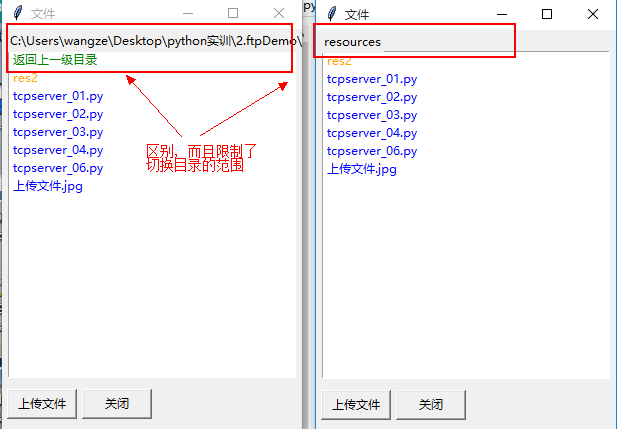 文件
C:\Users\wangze\Desktop\python实训\2.ftpDemo\
返回上一级目录
res2
tcpserver_01.py
tcpserver_02.py
tcpserver_03.py
tcpserver_04.py
tcpserver_06.py
上传文件.jpg
区别，而且限制了
切换目录的范围
上传文件
关闭
py
文件
resources
res2
tcpserver_01.py
tcpserver_02.py
tcpserver_03.py
tcpserver_04.py
tcpserver_06.py
上传文件.jpg
上传文件
关闭